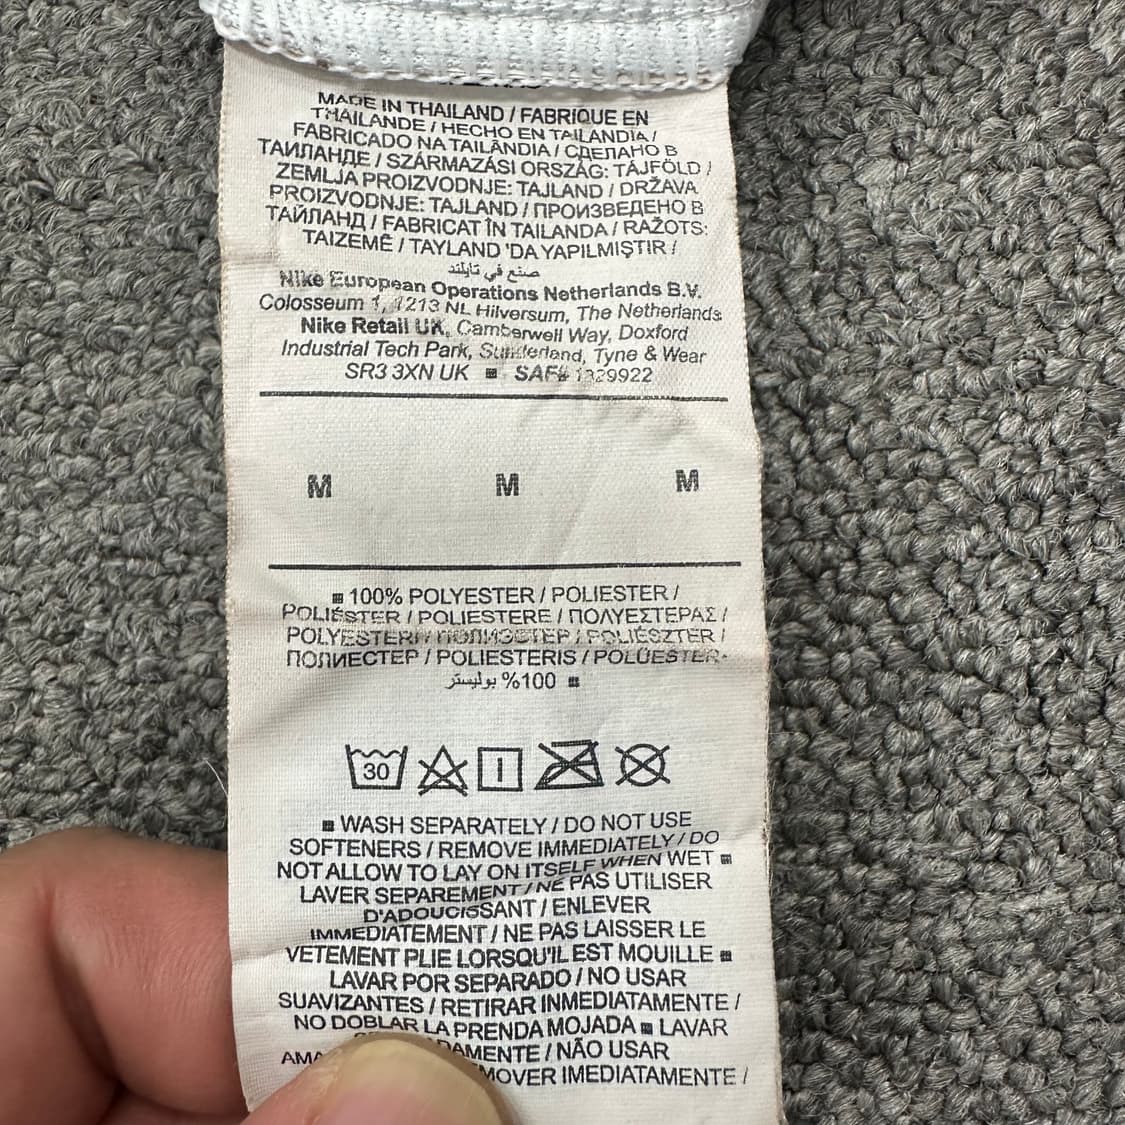 MADE IN THAILAND / FABRIQUE EN
THAILANDE / HECHO EN TAILANDIA /
FABRICADO NA TAILÂNDIA / СДЕЛАНО В
ТАИЛАНДЕ / SZÁRMAZÁSI ORSZÁG: TÁJFÖLD /
ZEMLJA PROIZVODNJE: TAJLAND / DRŽAVA
PROIZVODNJE: TAJLAND / ПРОИЗВЕДЕНО В
ТАЙЛАНД / FABRICAT ÎN TAILANDA / RAŽOTS:
TAIZEMĒ / TAYLAND 'DA YAPILMIŞTIR /
صنع في تايلند
Nike European Operations Netherlands B.V.
Colosseum 1, 1213 NL Hilversum, The Netherlands
Nike Retail UK, Camberwell Way, Doxford
Industrial Tech Park, Sunderland, Tyne & Wear
SR3 3XN UK SAF# 1329922
M M M
100% POLYESTER / POLIESTER /
POLIÉSTER / POLIESTERE / ΠΟΛΥΕΣΤΕΡΑΣ /
POLYESTERI / ПОЛИЭСТЕР / POLIÉSZTER /
ПОЛИЕСТЕР / POLIESTERIS / POLÜESTER
100% بوليستر
30
WASH SEPARATELY / DO NOT USE
SOFTENERS / REMOVE IMMEDIATELY / DO
NOT ALLOW TO LAY ON ITSELF WHEN WET
LAVER SEPAREMENT / NE PAS UTILISER
D'ADOUCISSANT / ENLEVER
IMMEDIATEMENT / NE PAS LAISSER LE
VETEMENT PLIE LORSQU'IL EST MOUILLE
LAVAR POR SEPARADO / NO USAR
SUAVIZANTES / RETIRAR INMEDIATAMENTE /
NO DOBLAR LA PRENDA MOJADA LAVAR
/ NÃO USAR
IMEDIATAMENTE /